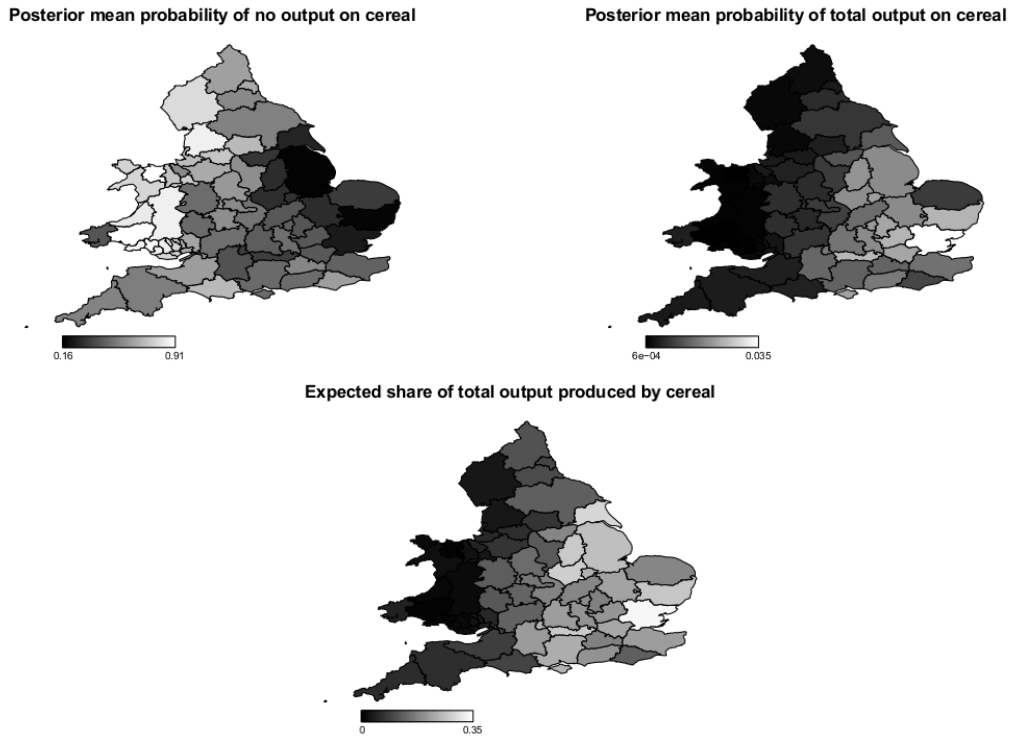 Posterior mean probability of no output on cereal
Posterior mean probability of total output on cereal
0.16 0.91
6e-04 0.035
Expected share of total output produced by cereal
0 0.35